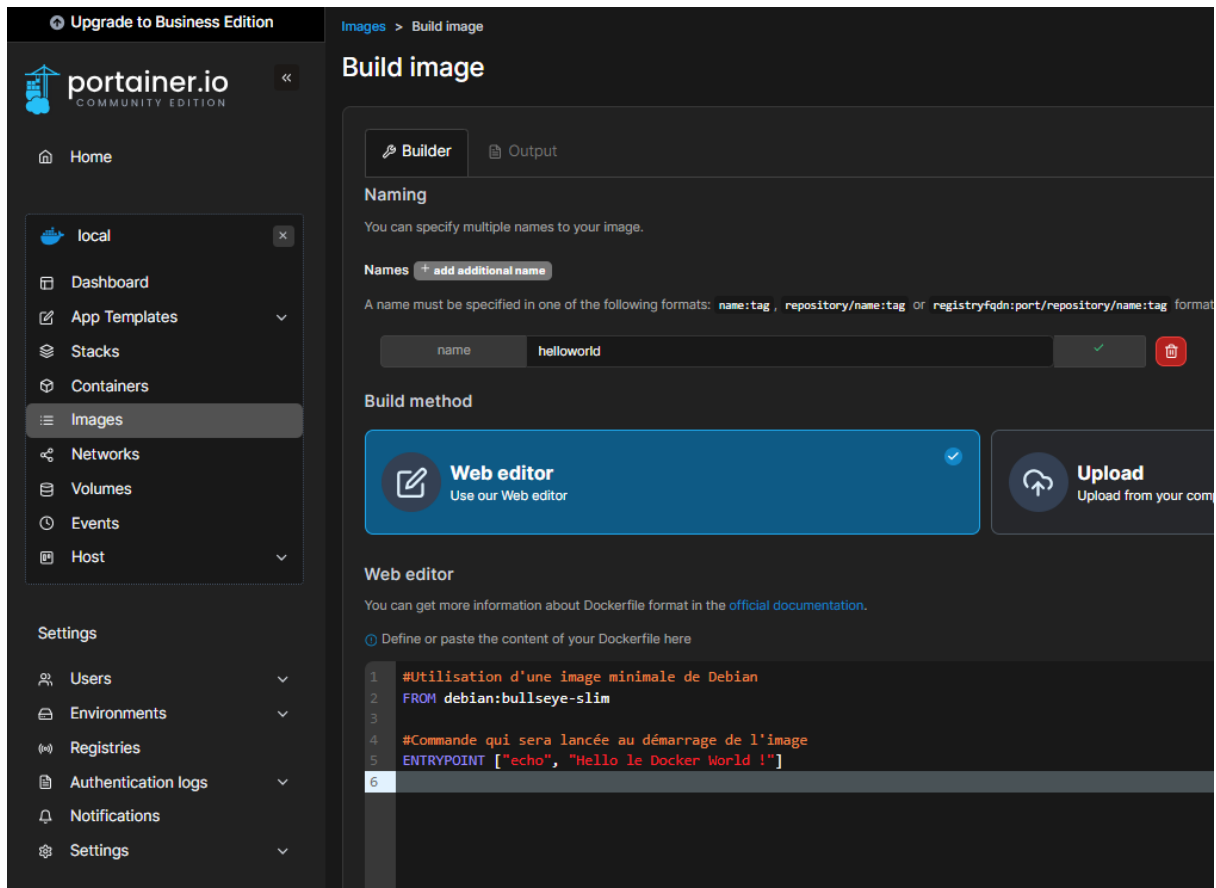 Upgrade to Business Edition
portainer.io
COMMUNITY EDITION
Home
local
Dashboard
App Templates
Stacks
Containers
Images
Networks
Volumes
Events
Host
Settings
Users
Environments
Registries
Authentication logs
Notifications
Settings
Images > Build image
Build image
Builder Output
Naming
You can specify multiple names to your image.
Names + add additional name
A name must be specified in one of the following formats: name:tag, repository/name:tag or registryfqdn:port/repository/name:tag format
name helloworld
Build method
Web editor
Use our Web editor
Upload
Upload from your com
Web editor
You can get more information about Dockerfile format in the official documentation.
Define or paste the content of your Dockerfile here
1 #Utilisation d'une image minimale de Debian
2 FROM debian:bullseye-slim
3
4 #Commande qui sera lancée au démarrage de l'image
5 ENTRYPOINT ["echo", "Hello le Docker World !"]
6